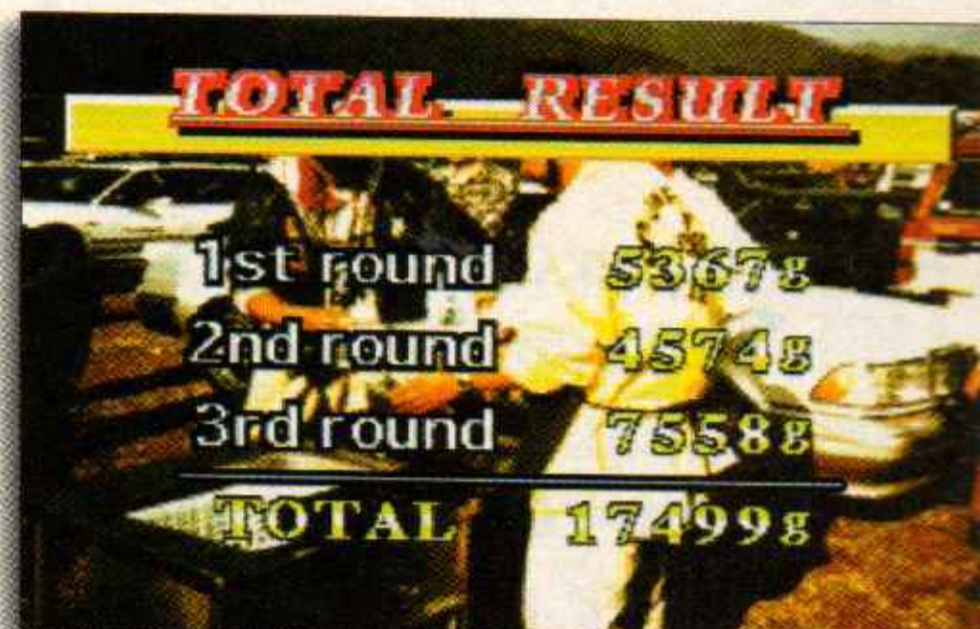 TOTAL RESULT
1st round 5367g
2nd round 4574g
3rd round 7558g
TOTAL 17499g